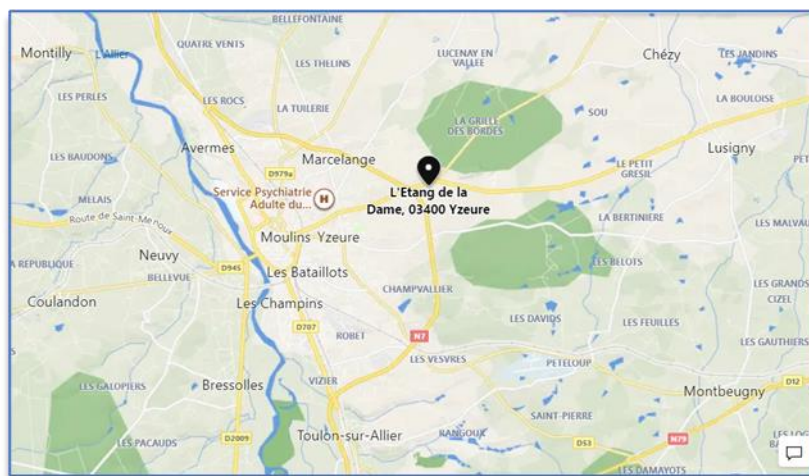 BELLEFONTAINE
Montilly
L'Allier
QUATRE VENTS
LUCENAY EN
VALLEE
Chézy
LES JARDINS
LES THELINS
LES PERLES
LES ROCS
LA TUILERIE
LA GRILLE
DES BORDES
SOU
LA BOULOISE
Avermes
Marcelange
Lusigny
LES BAUDONS
D979a
LE PETIT
GRESIL
MELAIS
Service Psychiatrie
Adulte du...
H
L'Etang de la
Dame, 03400 Yzeure
Route de Saint-Menoux
LA BERTINIERE
LES MALVAU
Neuvy
Moulins
Yzeure
A REPUBLIQUE
BELLEVUE
D945
Les Bataillots
LES BELOTS
LES GRANDS
CIZEL
Coulandon
Les Champins
CHAMPVALLIER
LES DAVIDS
LES FEUILLES
D707
ROBET
N7
LES GAUTHIERS
LES VESVRES
PETELOUP
LES GALOPIERS
Bressolles
VIZIER
Montbeugny
D12
SAINT-PIERRE
LES PACAUDS
D2009
Toulon-sur-Allier
RANGOUX
D53
N79
LES DAMAYOTS